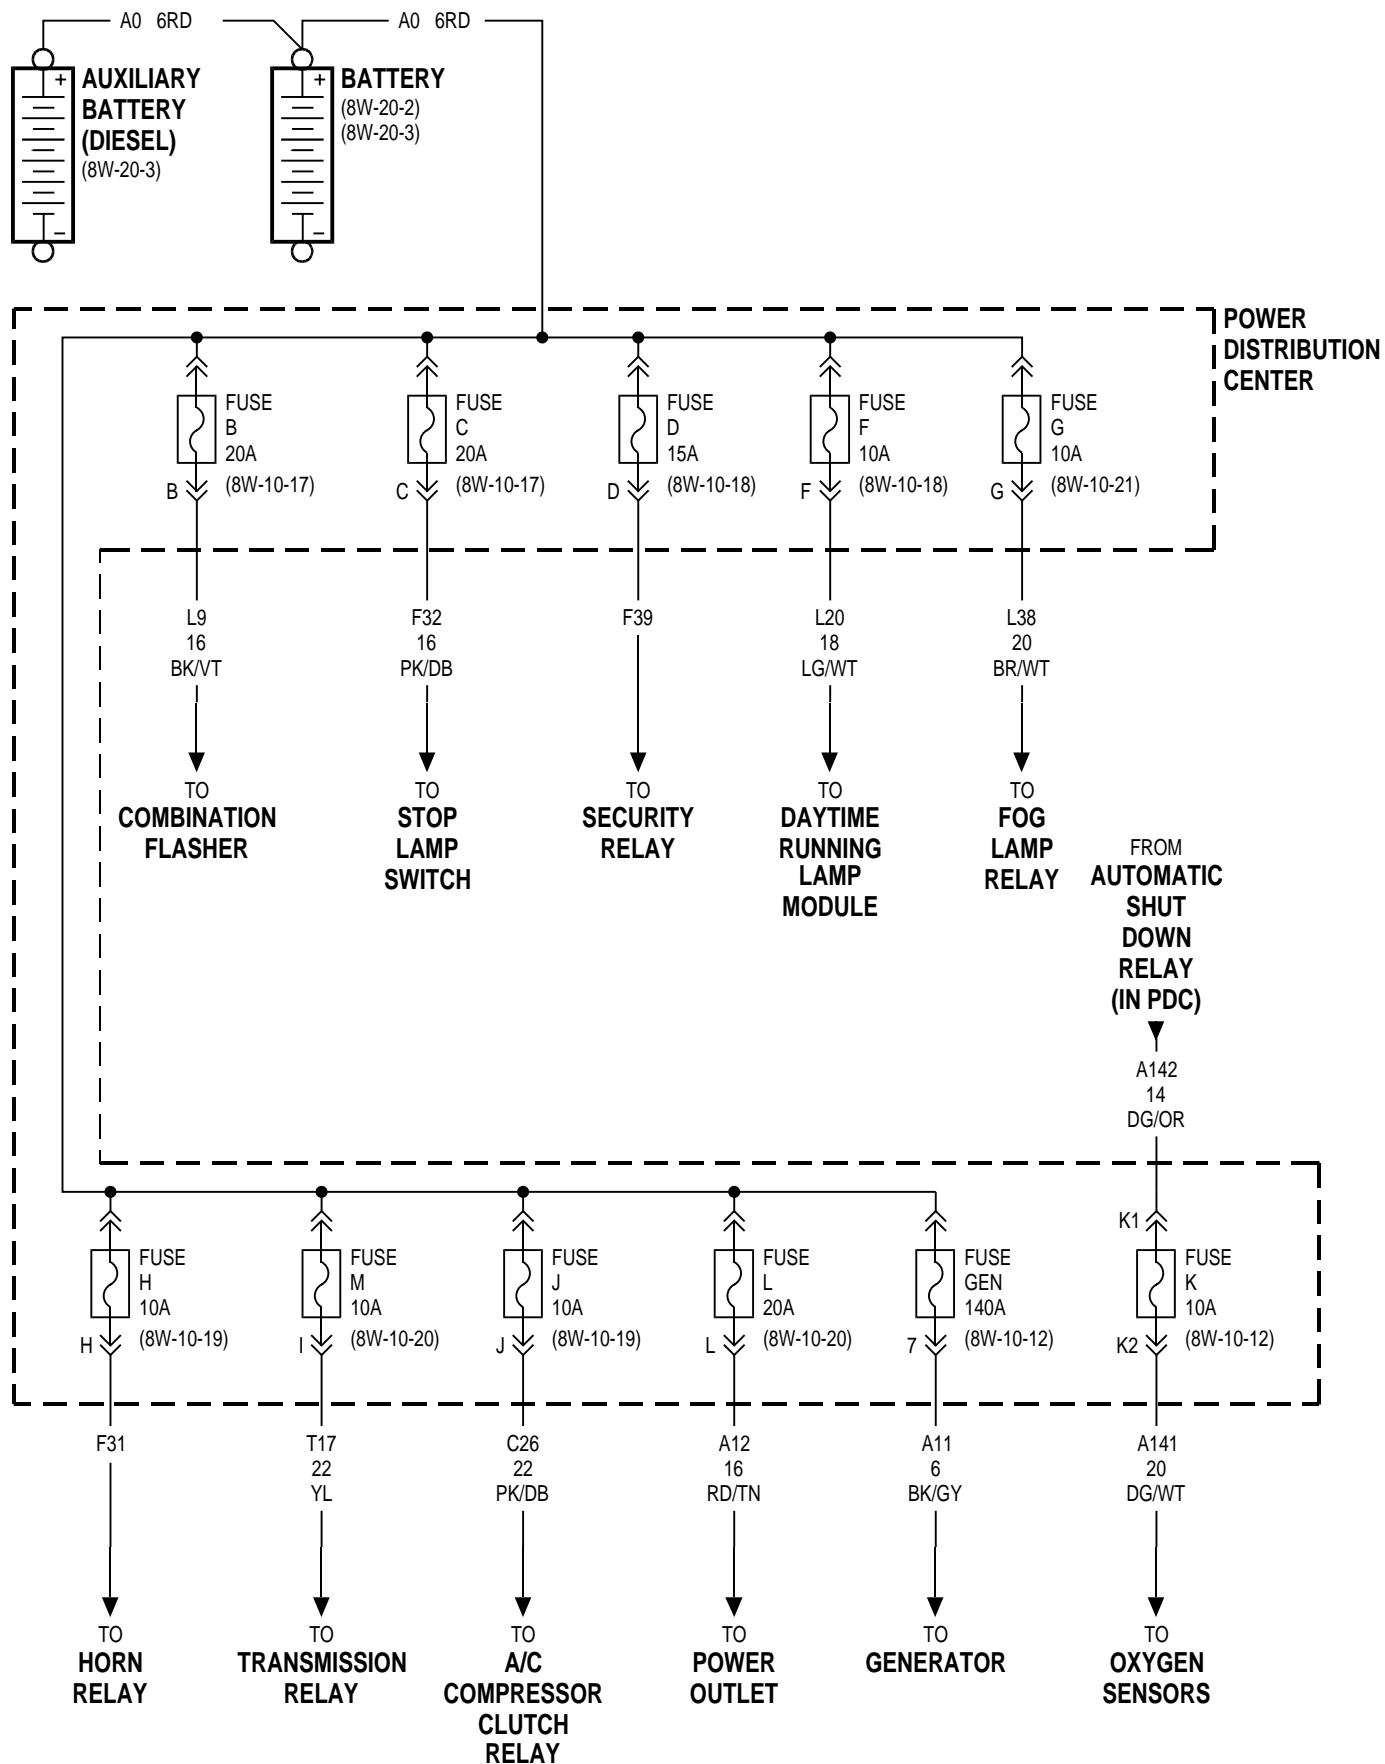 A0 6RD
A0 6RD
+
AUXILIARY
BATTERY
(DIESEL)
(8W-20-3)
–
+
BATTERY
(8W-20-2)
(8W-20-3)
–
POWER
DISTRIBUTION
CENTER
FUSE
B
20A
(8W-10-17)
B
FUSE
C
20A
(8W-10-17)
C
FUSE
D
15A
(8W-10-18)
D
FUSE
F
10A
(8W-10-18)
F
FUSE
G
10A
(8W-10-21)
G
L9
16
BK/VT
F32
16
PK/DB
F39
L20
18
LG/WT
L38
20
BR/WT
TO
COMBINATION
FLASHER
TO
STOP
LAMP
SWITCH
TO
SECURITY
RELAY
TO
DAYTIME
RUNNING
LAMP
MODULE
TO
FOG
LAMP
RELAY
FROM
AUTOMATIC
SHUT
DOWN
RELAY
(IN PDC)
A142
14
DG/OR
K1
FUSE
H
10A
(8W-10-19)
H
FUSE
M
10A
(8W-10-20)
I
FUSE
J
10A
(8W-10-19)
J
FUSE
L
20A
(8W-10-20)
L
FUSE
GEN
140A
(8W-10-12)
7
FUSE
K
10A
(8W-10-12)
K2
F31
T17
22
YL
C26
22
PK/DB
A12
16
RD/TN
A11
6
BK/GY
A141
20
DG/WT
TO
HORN
RELAY
TO
TRANSMISSION
RELAY
TO
A/C
COMPRESSOR
CLUTCH
RELAY
TO
POWER
OUTLET
TO
GENERATOR
TO
OXYGEN
SENSORS